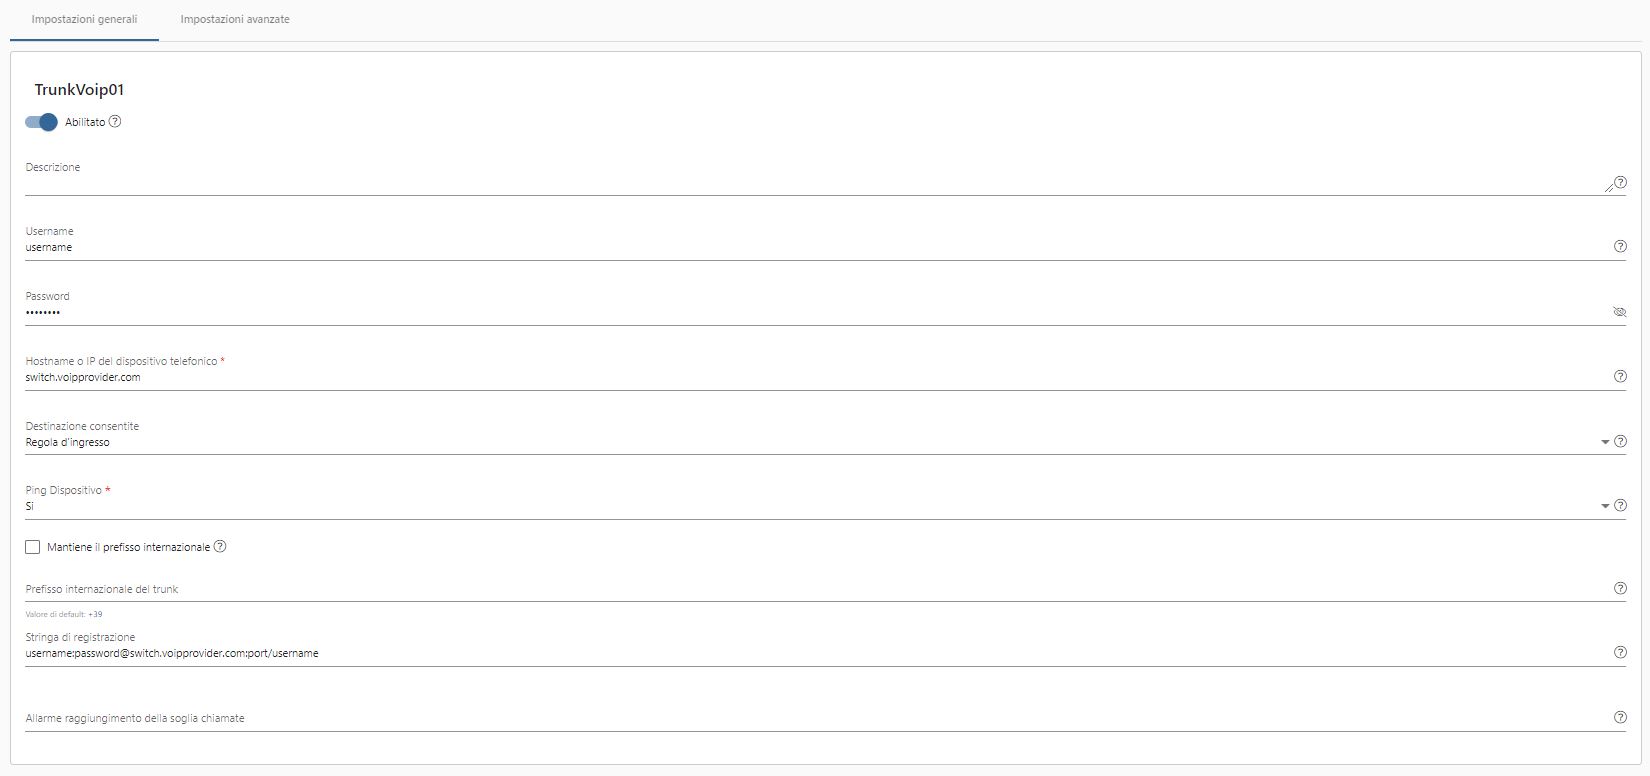 Impostazioni generali
Impostazioni avanzate
TrunkVoip01
Abilitato ?
Descrizione
?
Username
username
?
Password
••••••••
Hostname o IP del dispositivo telefonico *
switch.voipprovider.com
?
Destinazione consentite
Regola d'ingresso
?
Ping Dispositivo *
Si
?
Mantiene il prefisso internazionale ?
Prefisso internazionale del trunk
?
Valore di default: +39
Stringa di registrazione
username:password@switch.voipprovider.com:port/username
?
Allarme raggiungimento della soglia chiamate
?